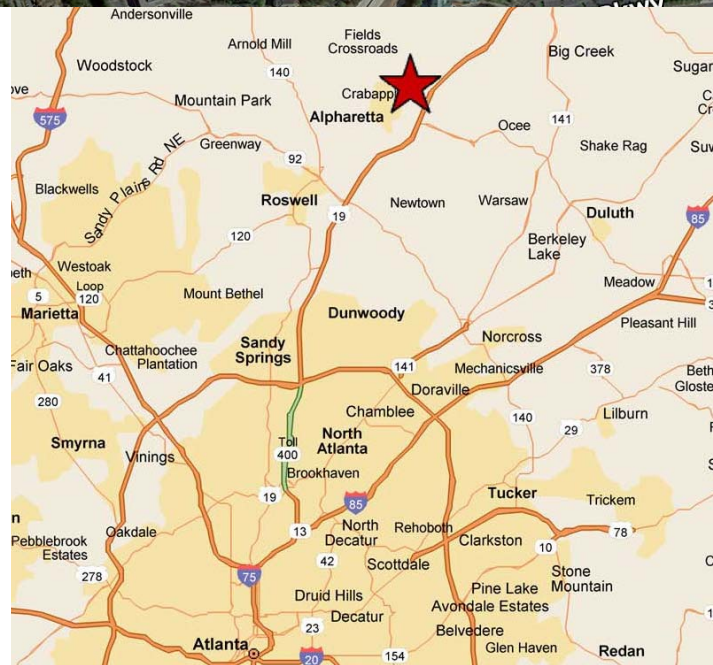 Andersonville
Fields
Crossroads
Arnold Mill
Big Creek
Woodstock
140
Sugar
Crabapp
Mountain Park
575
Alpharetta
Ocee
141
Greenway
Shake Rag
92
Sandy Plains Rd NE
Blackwells
Roswell
Newtown
Warsaw
19
Duluth
85
120
Berkeley
Lake
Westoak
Loop
120
5
Meadow
Mount Bethel
Marietta
Dunwoody
Pleasant Hill
Sandy
Springs
Norcross
Chattahoochee
Plantation
141
Mechanicsville
Fair Oaks
41
378
Doraville
280
Chamblee
140
Lilburn
29
Smyrna
Toll
400
North
Atlanta
Vinings
Brookhaven
Tucker
19
85
Trickem
13
Oakdale
North
Decatur
Rehoboth
78
Pebblebrook
Estates
Clarkston
10
42
Scottdale
278
75
Stone
Mountain
Druid Hills
Pine Lake
Avondale Estates
Decatur
23
Belvedere
Atlanta
Glen Haven
Redan
154
20